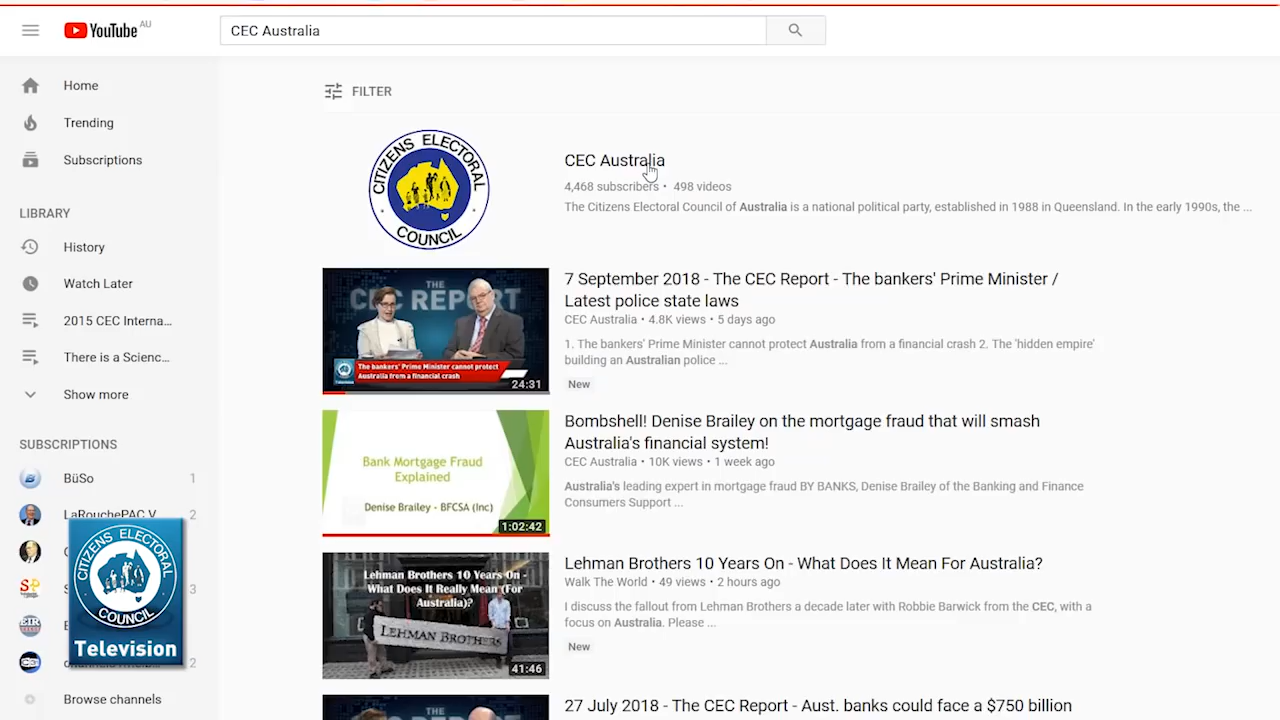 YouTube AU
CEC Australia
Home
Trending
Subscriptions
LIBRARY
History
Watch Later
2015 CEC Interna...
There is a Scienc...
Show more
SUBSCRIPTIONS
BüSo 1
LaRouchePAC V 2
3
2
Browse channels
CITIZENS ELECTORAL COUNCIL
Television
FILTER
CITIZENS ELECTORAL COUNCIL
CEC Australia
4,468 subscribers • 498 videos
The Citizens Electoral Council of Australia is a national political party, established in 1988 in Queensland. In the early 1990s, the ...
THE
CEC REPORT
The bankers' Prime Minister cannot protect
Australia from a financial crash
24:31
7 September 2018 - The CEC Report - The bankers' Prime Minister /
Latest police state laws
CEC Australia • 4.8K views • 5 days ago
1. The bankers' Prime Minister cannot protect Australia from a financial crash 2. The 'hidden empire'
building an Australian police ...
New
Bank Mortgage Fraud
Explained
Denise Brailey - BFCSA (Inc)
1:02:42
Bombshell! Denise Brailey on the mortgage fraud that will smash
Australia's financial system!
CEC Australia • 10K views • 1 week ago
Australia's leading expert in mortgage fraud BY BANKS, Denise Brailey of the Banking and Finance
Consumers Support ...
Lehman Brothers 10 Years On -
What Does It Really Mean (For
Australia)?
LEHMAN BROTHERS
41:46
Lehman Brothers 10 Years On - What Does It Mean For Australia?
Walk The World • 49 views • 2 hours ago
I discuss the fallout from Lehman Brothers a decade later with Robbie Barwick from the CEC, with a
focus on Australia. Please ...
New
THE
27 July 2018 - The CEC Report - Aust. banks could face a $750 billion